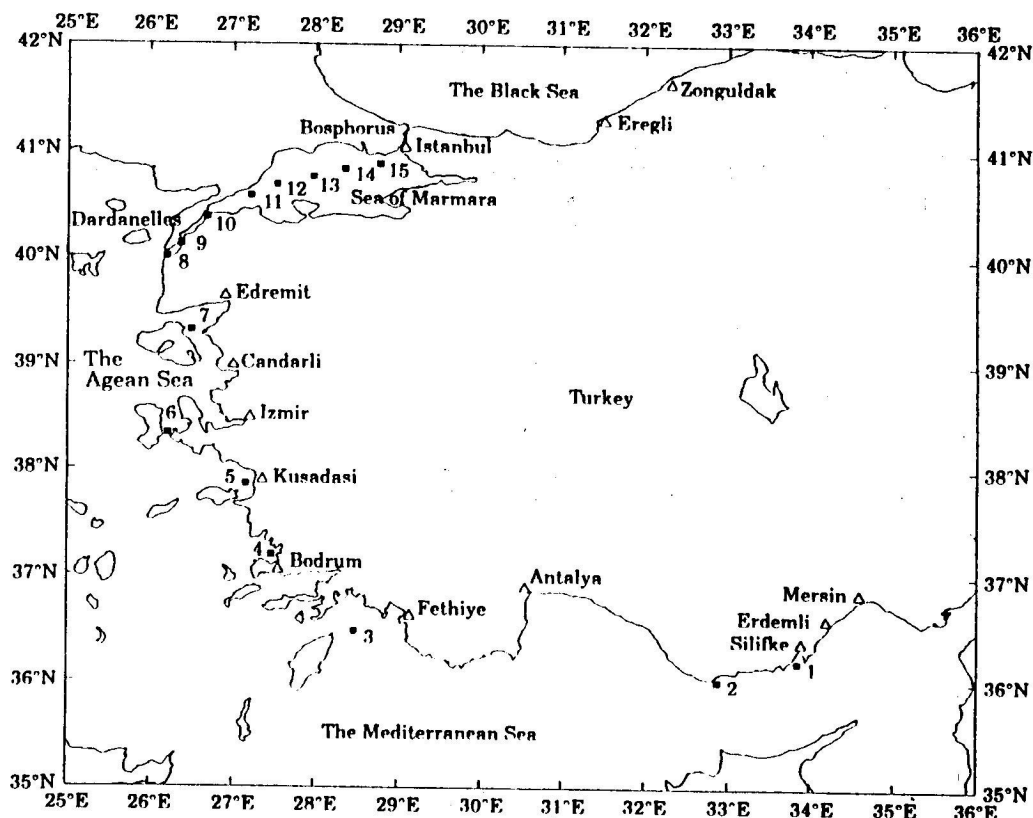 25°E 26°E 27°E 28°E 29°E 30°E 31°E 32°E 33°E 34°E 35°E 36°E
42°N
42°N
The Black Sea
Zonguldak
Eregli
Bosphorus
Istanbul
41°N
41°N
15
14
13
12
11
Sea of Marmara
10
Dardanelles
9
8
40°N
40°N
Edremit
7
The
Agean Sea
Candarli
39°N
39°N
Turkey
6
Izmir
38°N
38°N
5
Kusadasi
4
Bodrum
37°N
37°N
Antalya
Mersin
Fethiye
Erdemli
Silifke
3
1
2
36°N
36°N
The Mediterranean Sea
35°N
35°N
25°E 26°E 27°E 28°E 29°E 30°E 31°E 32°E 33°E 34°E 35°E 36°E